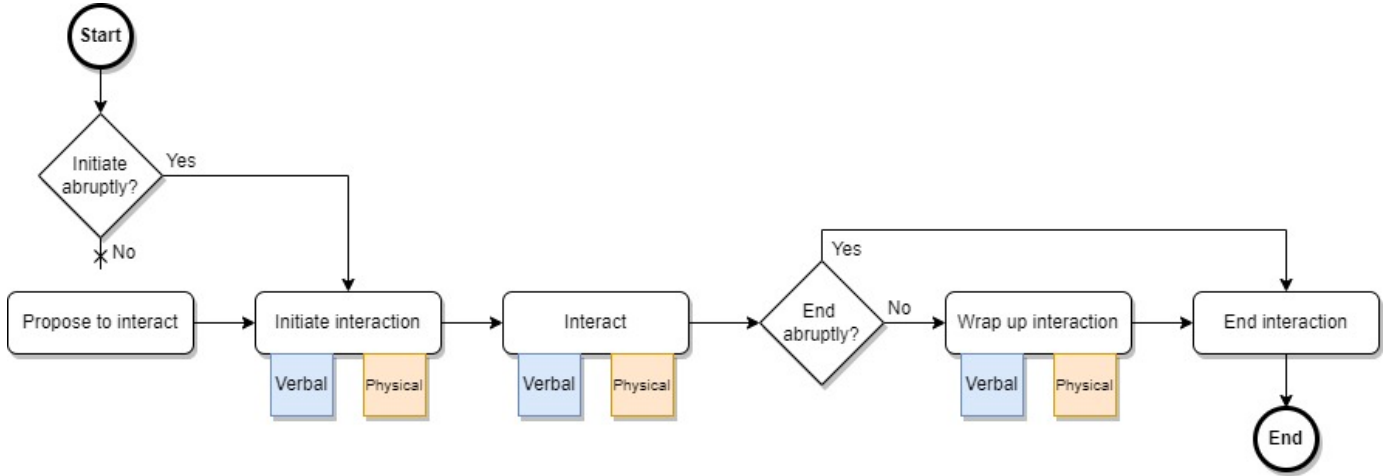 Start
Initiate
abruptly?
Yes
No
Propose to interact
Initiate interaction
Verbal
Physical
Interact
Verbal
Physical
End
abruptly?
Yes
No
Wrap up interaction
Verbal
Physical
End interaction
End